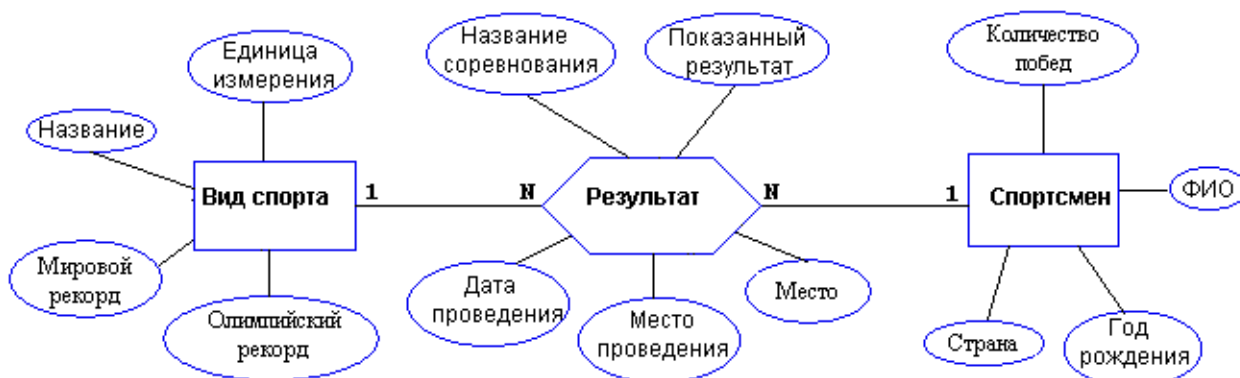 Единица
измерения
Название
Вид спорта
Мировой
рекорд
Олимпийский
рекорд
1
N
Название
соревнования
Показанный
результат
Результат
Дата
проведения
Место
проведения
Место
N
1
Количество
побед
Спортсмен
ФИО
Страна
Год
рождения